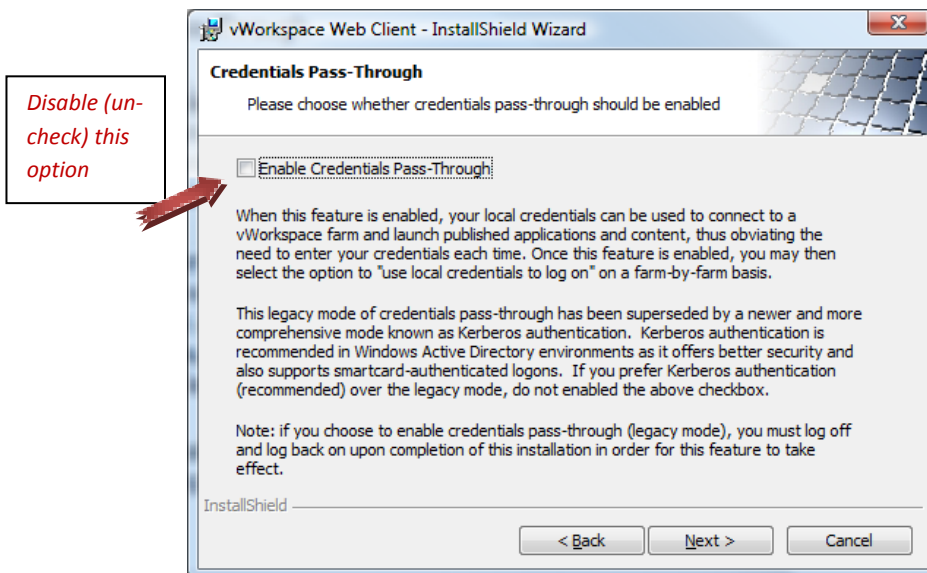 vWorkspace Web Client - InstallShield Wizard
Credentials Pass-Through
Please choose whether credentials pass-through should be enabled
Disable (un-
check) this
option
Enable Credentials Pass-Through
When this feature is enabled, your local credentials can be used to connect to a
vWorkspace farm and launch published applications and content, thus obviating the
need to enter your credentials each time. Once this feature is enabled, you may then
select the option to "use local credentials to log on" on a farm-by-farm basis.
This legacy mode of credentials pass-through has been superseded by a newer and more
comprehensive mode known as Kerberos authentication. Kerberos authentication is
recommended in Windows Active Directory environments as it offers better security and
also supports smartcard-authenticated logons. If you prefer Kerberos authentication
(recommended) over the legacy mode, do not enabled the above checkbox.
Note: if you choose to enable credentials pass-through (legacy mode), you must log off
and log back on upon completion of this installation in order for this feature to take
effect.
InstallShield
< Back Next > Cancel